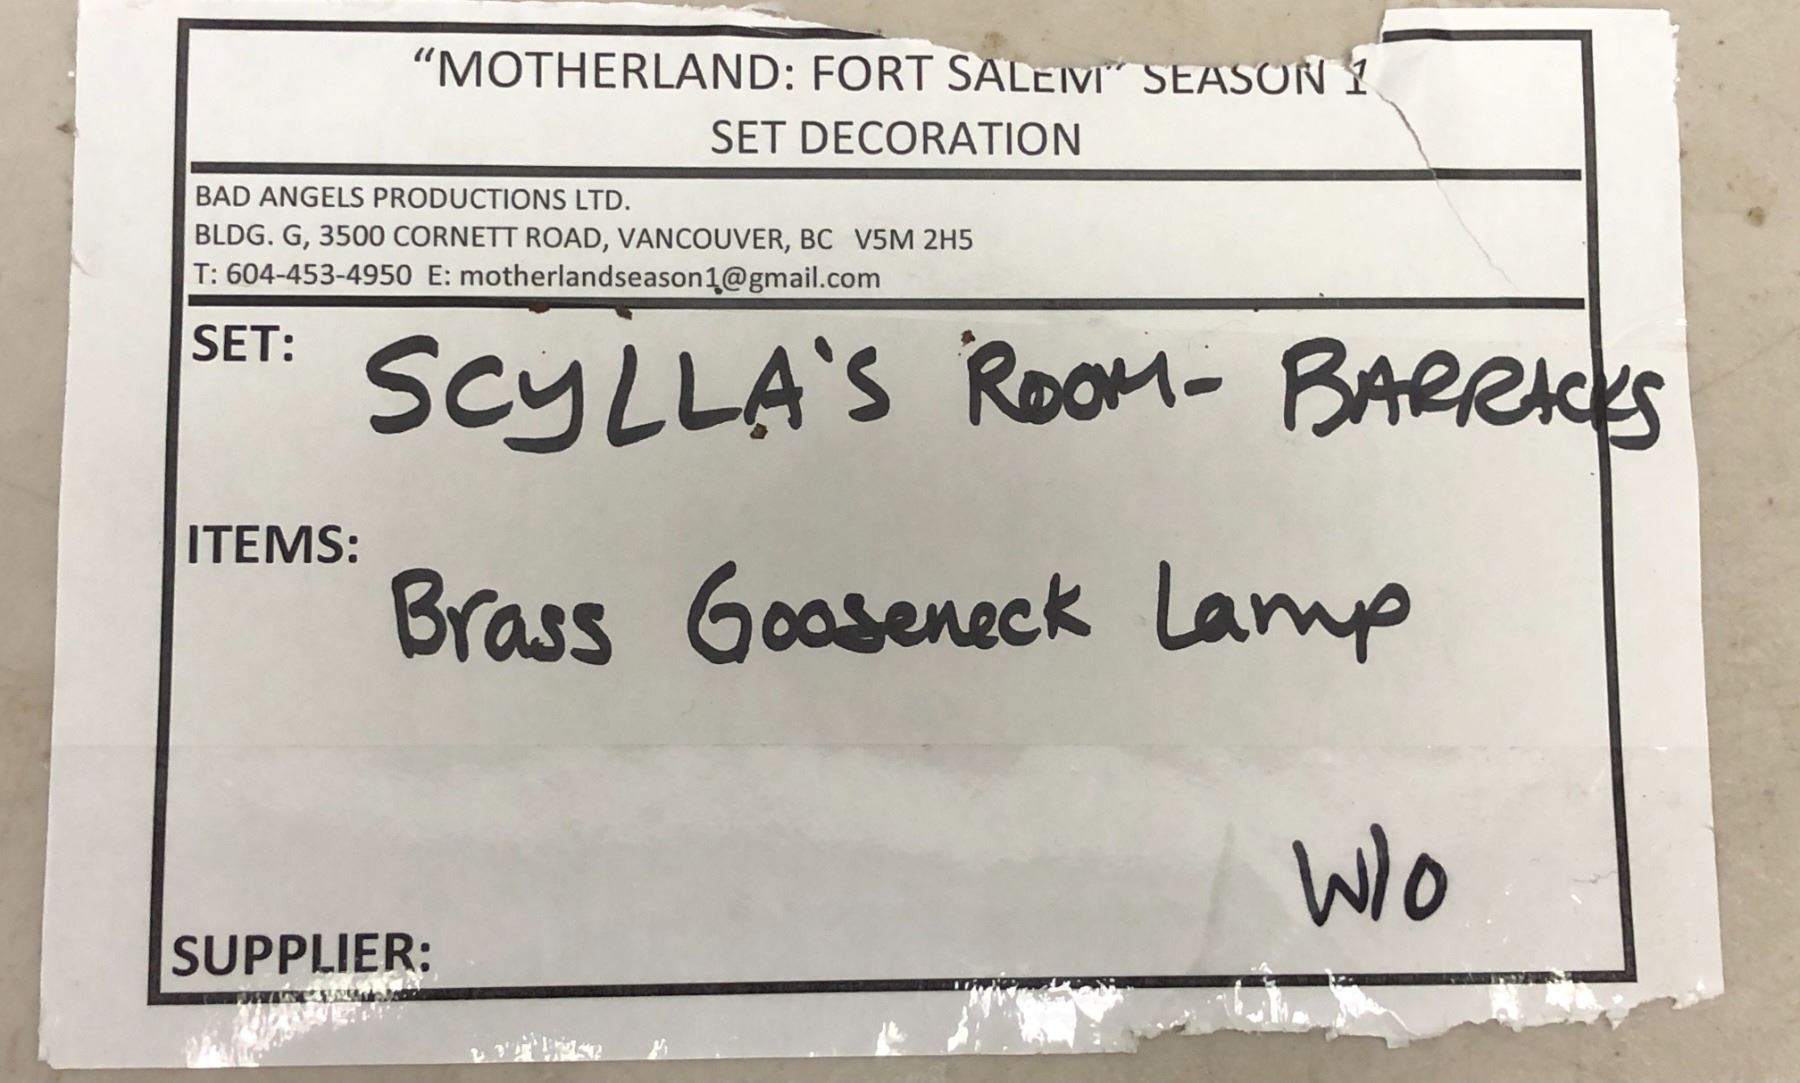 “MOTHERLAND: FORT SALEM” SEASON 1
SET DECORATION
BAD ANGELS PRODUCTIONS LTD.
BLDG. G, 3500 CORNETT ROAD, VANCOUVER, BC V5M 2H5
T: 604-453-4950 E: motherlandseason1@gmail.com
SET: SCYLLA'S ROOM - BARRACKS
ITEMS:
Brass Gooseneck Lamp
W/O
SUPPLIER: